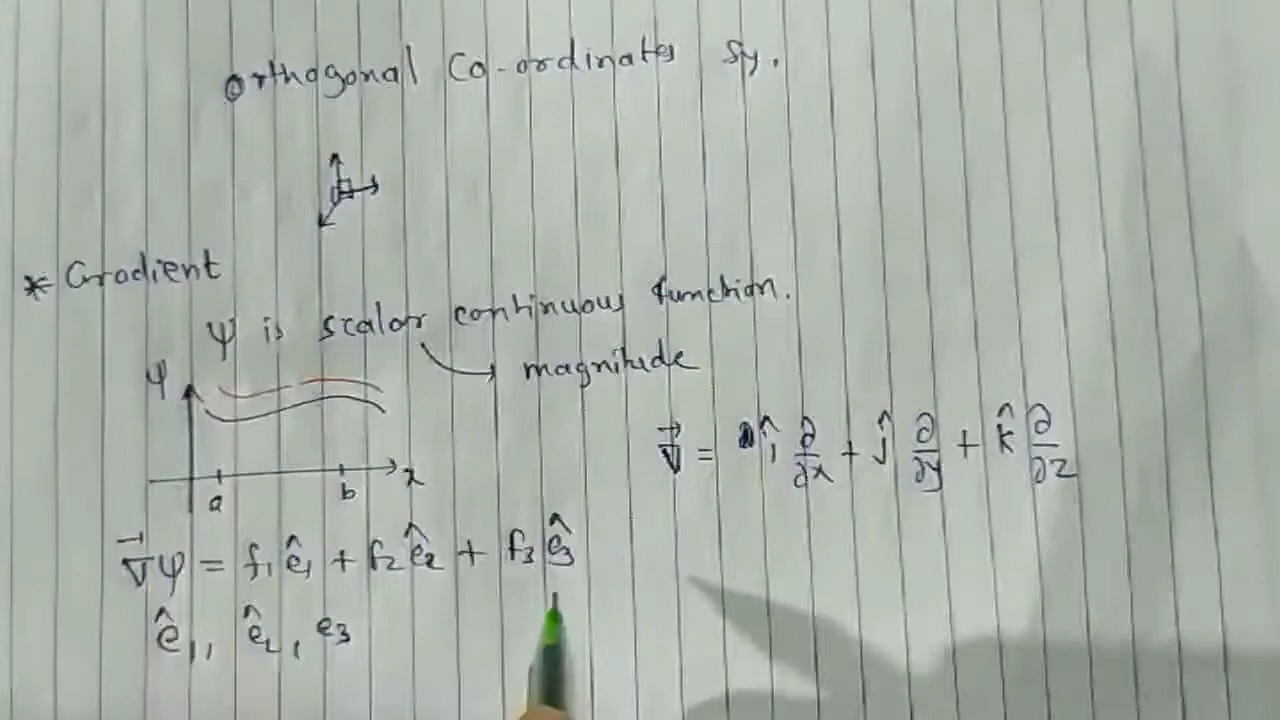 orthogonal Co-ordinates sy.
* Gradient
ψ is scalar continuous function.
magnitude
ψ
x
a
b
∇⃗ = î ∂/∂x + ĵ ∂/∂y + k̂ ∂/∂z
∇⃗ψ = f₁ê₁ + f₂ê₂ + f₃ê₃
ê₁, ê₂, e₃